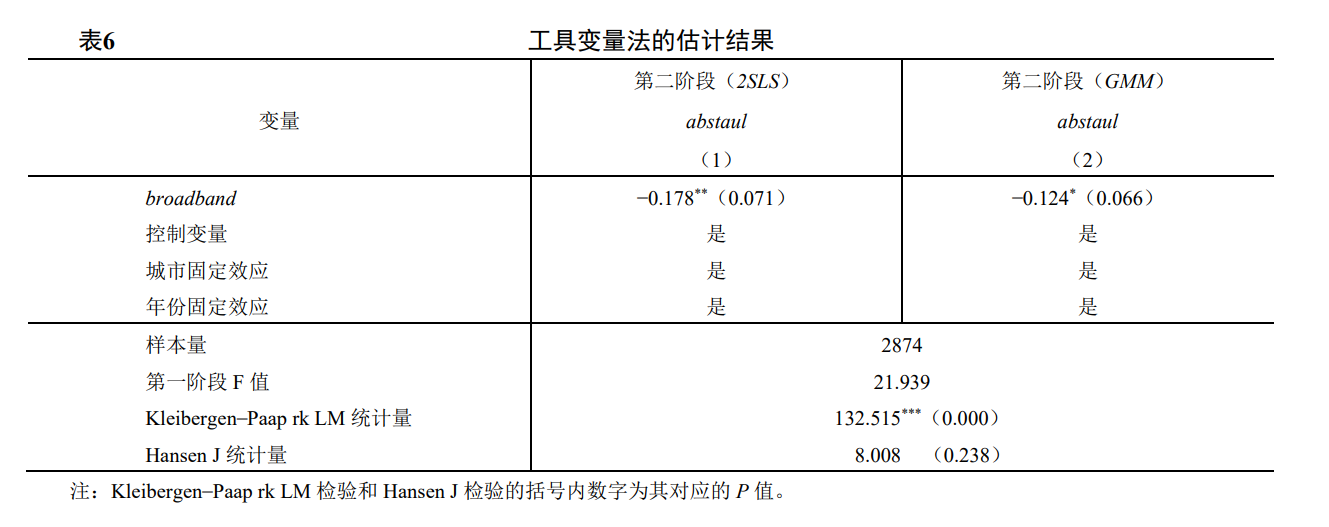 表6 工具变量法的估计结果
变量 第二阶段（2SLS） 第二阶段（GMM）
abstaul abstaul
（1） （2）
broadband −0.178**（0.071） −0.124*（0.066）
控制变量 是 是
城市固定效应 是 是
年份固定效应 是 是
样本量 2874
第一阶段 F 值 21.939
Kleibergen–Paap rk LM 统计量 132.515***（0.000）
Hansen J 统计量 8.008 （0.238）
注：Kleibergen–Paap rk LM 检验和 Hansen J 检验的括号内数字为其对应的 P 值。